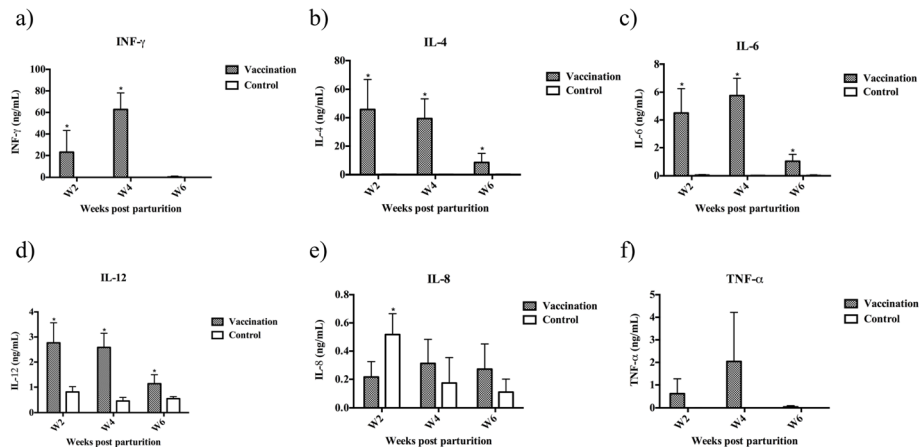 a)
INF-γ
INF-γ (ng/mL)
100
80
60
40
20
0
*
*
W2
W4
W6
Weeks post parturition
Vaccination
Control
b)
IL-4
IL-4 (ng/mL)
80
60
40
20
0
*
*
*
W2
W4
W6
Weeks post parturition
Vaccination
Control
c)
IL-6
IL-6 (ng/mL)
8
6
4
2
0
*
*
*
W2
W4
W6
Weeks post parturition
Vaccination
Control
d)
IL-12
IL-12 (ng/mL)
4
3
2
1
0
*
*
*
W2
W4
W6
Weeks post parturition
Vaccination
Control
e)
IL-8
IL-8 (ng/mL)
0.8
0.6
0.4
0.2
0.0
*
W2
W4
W6
Weeks post parturition
Vaccination
Control
f)
TNF-α
TNF-α (ng/mL)
5
4
3
2
1
0
W2
W4
W6
Weeks post parturition
Vaccination
Control